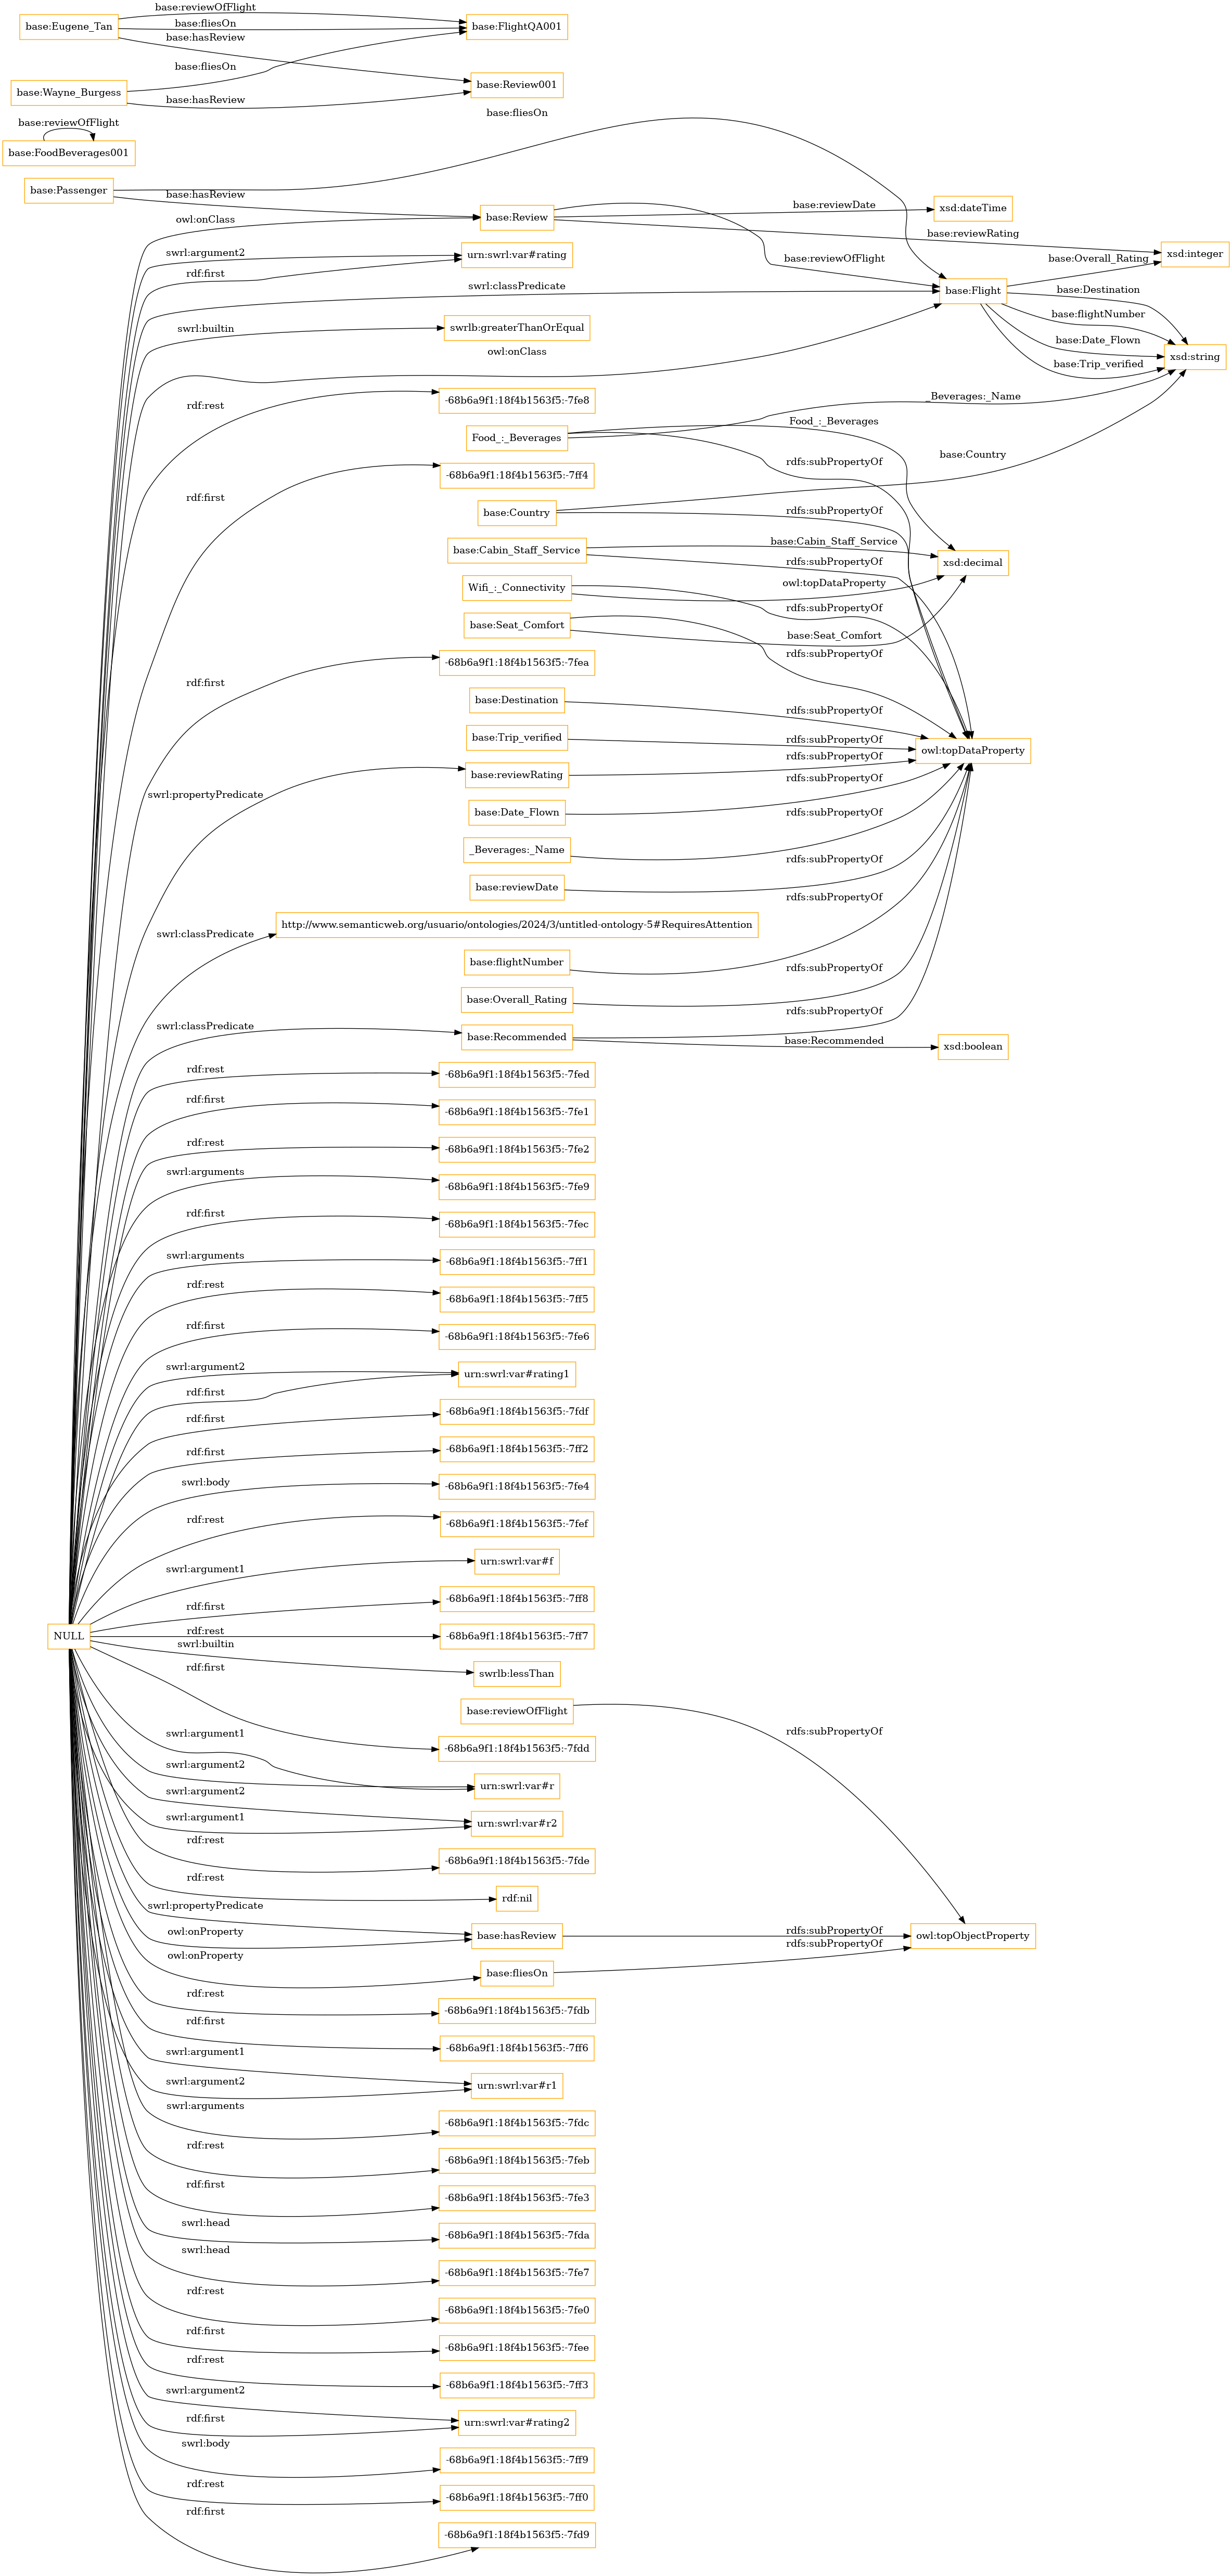 base:reviewOfFlight
base:Eugene_Tan
base:fliesOn
base:FlightQA001
base:hasReview
base:fliesOn
base:Review001
base:Wayne_Burgess
base:hasReview
base:fliesOn
base:reviewOfFlight
base:FoodBeverages001
base:Passenger
base:hasReview
base:reviewDate
xsd:dateTime
owl:onClass
base:Review
base:reviewRating
swrl:argument2
urn:swrl:var#rating
base:reviewOfFlight
base:Overall_Rating
xsd:integer
rdf:first
swrl:classPredicate
base:Flight
base:Destination
base:flightNumber
swrl:builtin
swrlb:greaterThanOrEqual
base:Date_Flown
owl:onClass
xsd:string
base:Trip_verified
rdf:rest
-68b6a9f1:18f4b1563f5:-7fe8
_Beverages:_Name
Food_:_Beverages
Food_:_Beverages
rdfs:subPropertyOf
base:Country
-68b6a9f1:18f4b1563f5:-7ff4
rdf:first
base:Country
rdfs:subPropertyOf
base:Cabin_Staff_Service
base:Cabin_Staff_Service
rdfs:subPropertyOf
xsd:decimal
Wifi_:_Connectivity
owl:topDataProperty
rdfs:subPropertyOf
base:Seat_Comfort
base:Seat_Comfort
rdfs:subPropertyOf
-68b6a9f1:18f4b1563f5:-7fea
rdf:first
base:Destination
rdfs:subPropertyOf
base:Trip_verified
rdfs:subPropertyOf
owl:topDataProperty
rdfs:subPropertyOf
base:reviewRating
swrl:propertyPredicate
rdfs:subPropertyOf
base:Date_Flown
rdfs:subPropertyOf
_Beverages:_Name
rdfs:subPropertyOf
base:reviewDate
rdfs:subPropertyOf
http://www.semanticweb.org/usuario/ontologies/2024/3/untitled-ontology-5#RequiresAttention
swrl:classPredicate
base:flightNumber
rdfs:subPropertyOf
base:Overall_Rating
rdfs:subPropertyOf
swrl:classPredicate
base:Recommended
base:Recommended
xsd:boolean
rdf:rest
-68b6a9f1:18f4b1563f5:-7fed
rdf:first
-68b6a9f1:18f4b1563f5:-7fe1
rdf:rest
-68b6a9f1:18f4b1563f5:-7fe2
swrl:arguments
-68b6a9f1:18f4b1563f5:-7fe9
rdf:first
-68b6a9f1:18f4b1563f5:-7fec
swrl:arguments
-68b6a9f1:18f4b1563f5:-7ff1
rdf:rest
-68b6a9f1:18f4b1563f5:-7ff5
rdf:first
-68b6a9f1:18f4b1563f5:-7fe6
swrl:argument2
urn:swrl:var#rating1
rdf:first
rdf:first
-68b6a9f1:18f4b1563f5:-7fdf
rdf:first
-68b6a9f1:18f4b1563f5:-7ff2
swrl:body
-68b6a9f1:18f4b1563f5:-7fe4
rdf:rest
-68b6a9f1:18f4b1563f5:-7fef
swrl:argument1
urn:swrl:var#f
rdf:first
-68b6a9f1:18f4b1563f5:-7ff8
NULL
rdf:rest
-68b6a9f1:18f4b1563f5:-7ff7
swrl:builtin
swrlb:lessThan
rdf:first
base:reviewOfFlight
rdfs:subPropertyOf
swrl:argument1
-68b6a9f1:18f4b1563f5:-7fdd
swrl:argument2
urn:swrl:var#r
swrl:argument2
swrl:argument1
urn:swrl:var#r2
rdf:rest
-68b6a9f1:18f4b1563f5:-7fde
rdf:rest
rdf:nil
swrl:propertyPredicate
owl:onProperty
base:hasReview
rdfs:subPropertyOf
owl:topObjectProperty
rdfs:subPropertyOf
owl:onProperty
base:fliesOn
rdf:rest
-68b6a9f1:18f4b1563f5:-7fdb
rdf:first
-68b6a9f1:18f4b1563f5:-7ff6
swrl:argument1
swrl:argument2
urn:swrl:var#r1
swrl:arguments
-68b6a9f1:18f4b1563f5:-7fdc
rdf:rest
-68b6a9f1:18f4b1563f5:-7feb
rdf:first
-68b6a9f1:18f4b1563f5:-7fe3
swrl:head
-68b6a9f1:18f4b1563f5:-7fda
swrl:head
-68b6a9f1:18f4b1563f5:-7fe7
rdf:rest
-68b6a9f1:18f4b1563f5:-7fe0
rdf:first
-68b6a9f1:18f4b1563f5:-7fee
rdf:rest
-68b6a9f1:18f4b1563f5:-7ff3
swrl:argument2
rdf:first
urn:swrl:var#rating2
swrl:body
-68b6a9f1:18f4b1563f5:-7ff9
rdf:rest
-68b6a9f1:18f4b1563f5:-7ff0
rdf:first
-68b6a9f1:18f4b1563f5:-7fd9